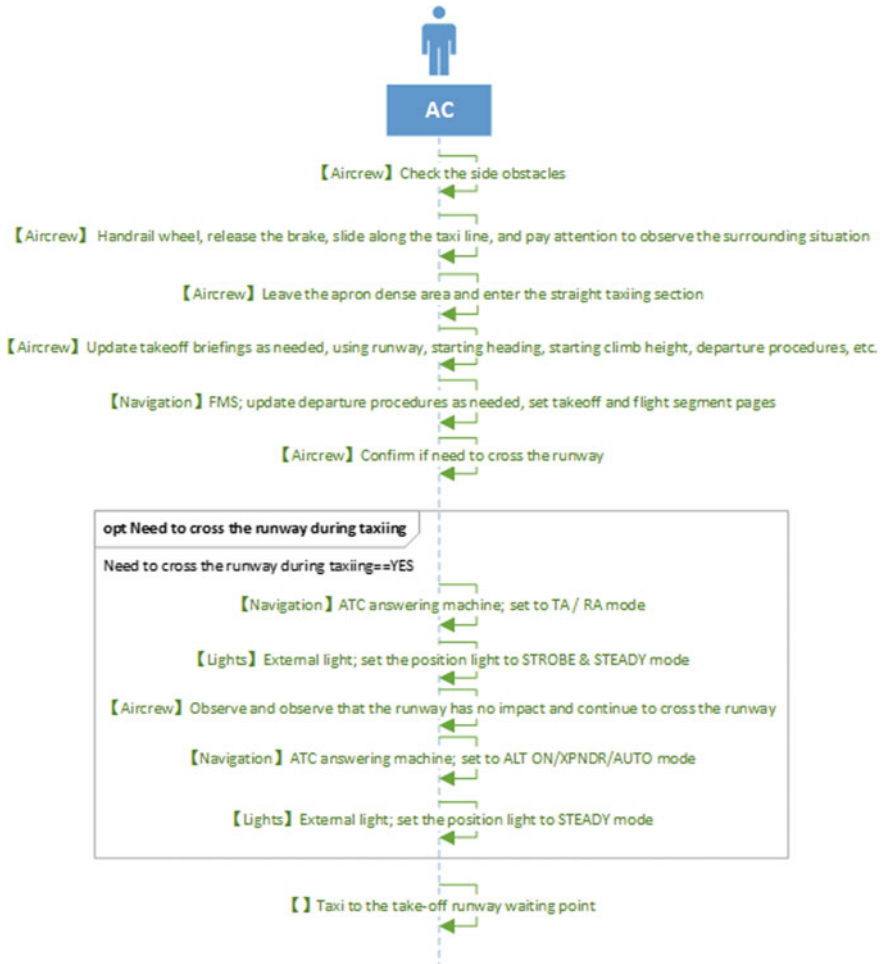 AC
【Aircrew】Check the side obstacles
【Aircrew】 Handrail wheel, release the brake, slide along the taxi line, and pay attention to observe the surrounding situation
【Aircrew】Leave the apron dense area and enter the straight taxiing section
【Aircrew】Update takeoff briefings as needed, using runway, starting heading, starting climb height, departure procedures, etc.
【Navigation】FMS; update departure procedures as needed, set takeoff and flight segment pages
【Aircrew】Confirm if need to cross the runway
opt Need to cross the runway during taxiing
Need to cross the runway during taxiing==YES
【Navigation】ATC answering machine; set to TA / RA mode
【Lights】External light; set the position light to STROBE & STEADY mode
【Aircrew】Observe and observe that the runway has no impact and continue to cross the runway
【Navigation】ATC answering machine; set to ALT ON/XPNDR/AUTO mode
【Lights】External light; set the position light to STEADY mode
【 】Taxi to the take-off runway waiting point